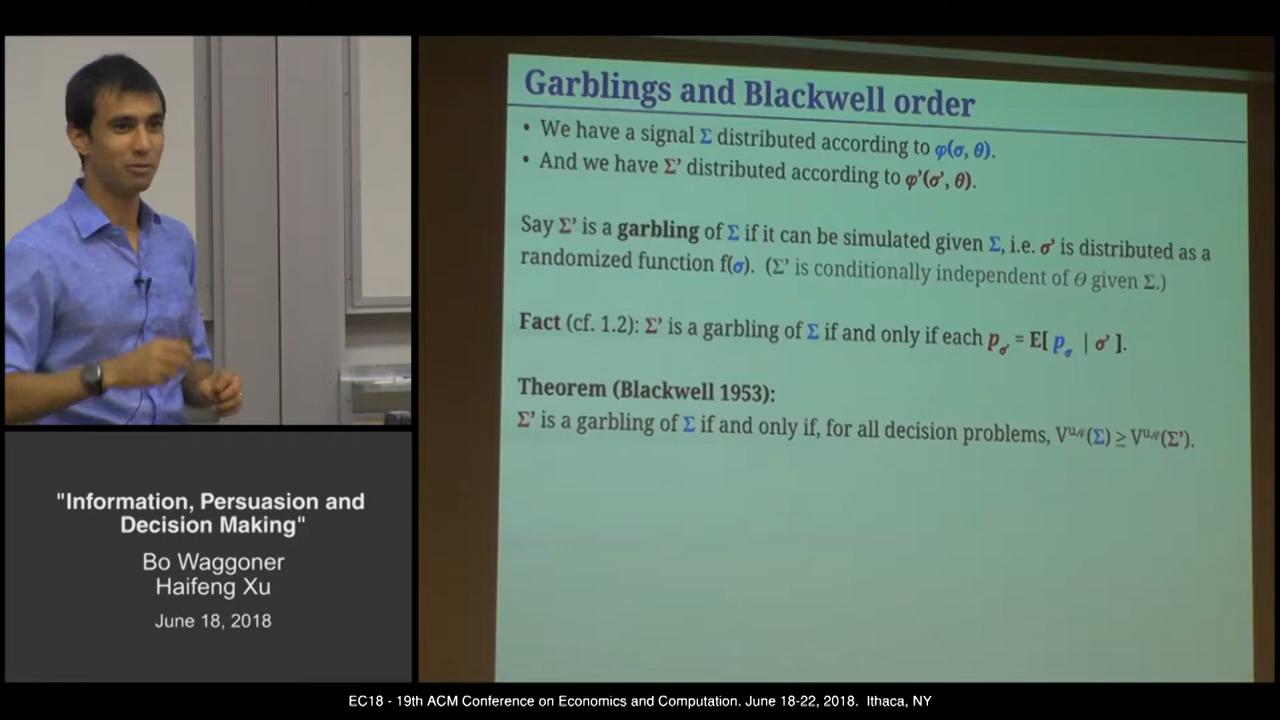 Garblings and Blackwell order
• We have a signal Σ distributed according to φ(σ, θ).
• And we have Σ' distributed according to φ'(σ', θ).
Say Σ' is a garbling of Σ if it can be simulated given Σ, i.e. σ' is distributed as a
randomized function f(σ). (Σ' is conditionally independent of Θ given Σ.)
Fact (cf. 1.2): Σ' is a garbling of Σ if and only if each p_σ' = E[ p_σ | σ' ].
Theorem (Blackwell 1953):
Σ' is a garbling of Σ if and only if, for all decision problems, V(Σ) ≥ V(Σ').
"Information, Persuasion and
Decision Making"
Bo Waggoner
Haifeng Xu
June 18, 2018
EC18 - 19th ACM Conference on Economics and Computation. June 18-22, 2018. Ithaca, NY